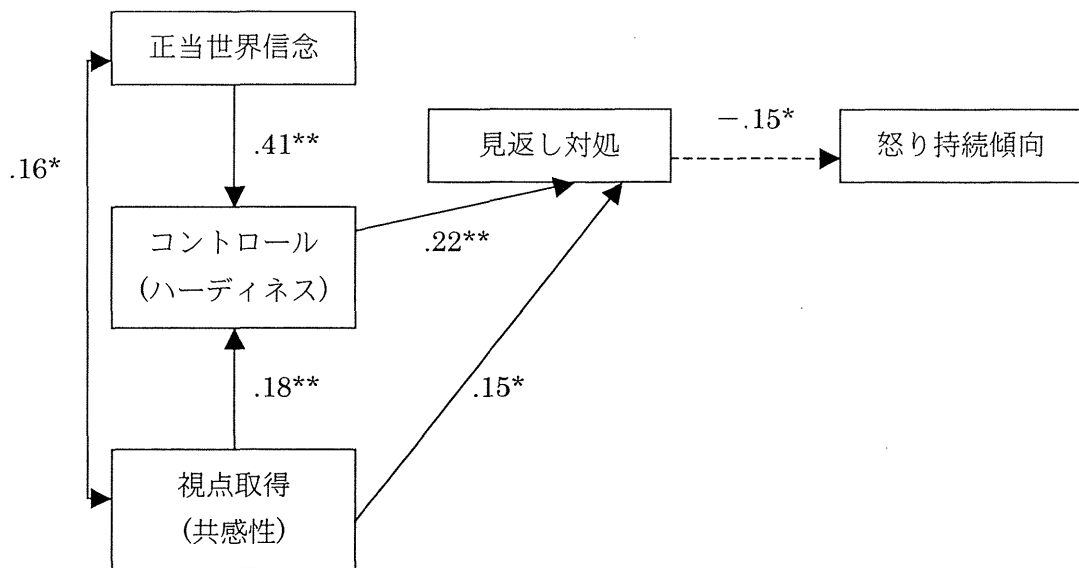 正当世界信念
.41**
.16*
見返し対処
−.15*
怒り持続傾向
コントロール
(ハーディネス)
.22**
.18**
.15*
視点取得
(共感性)